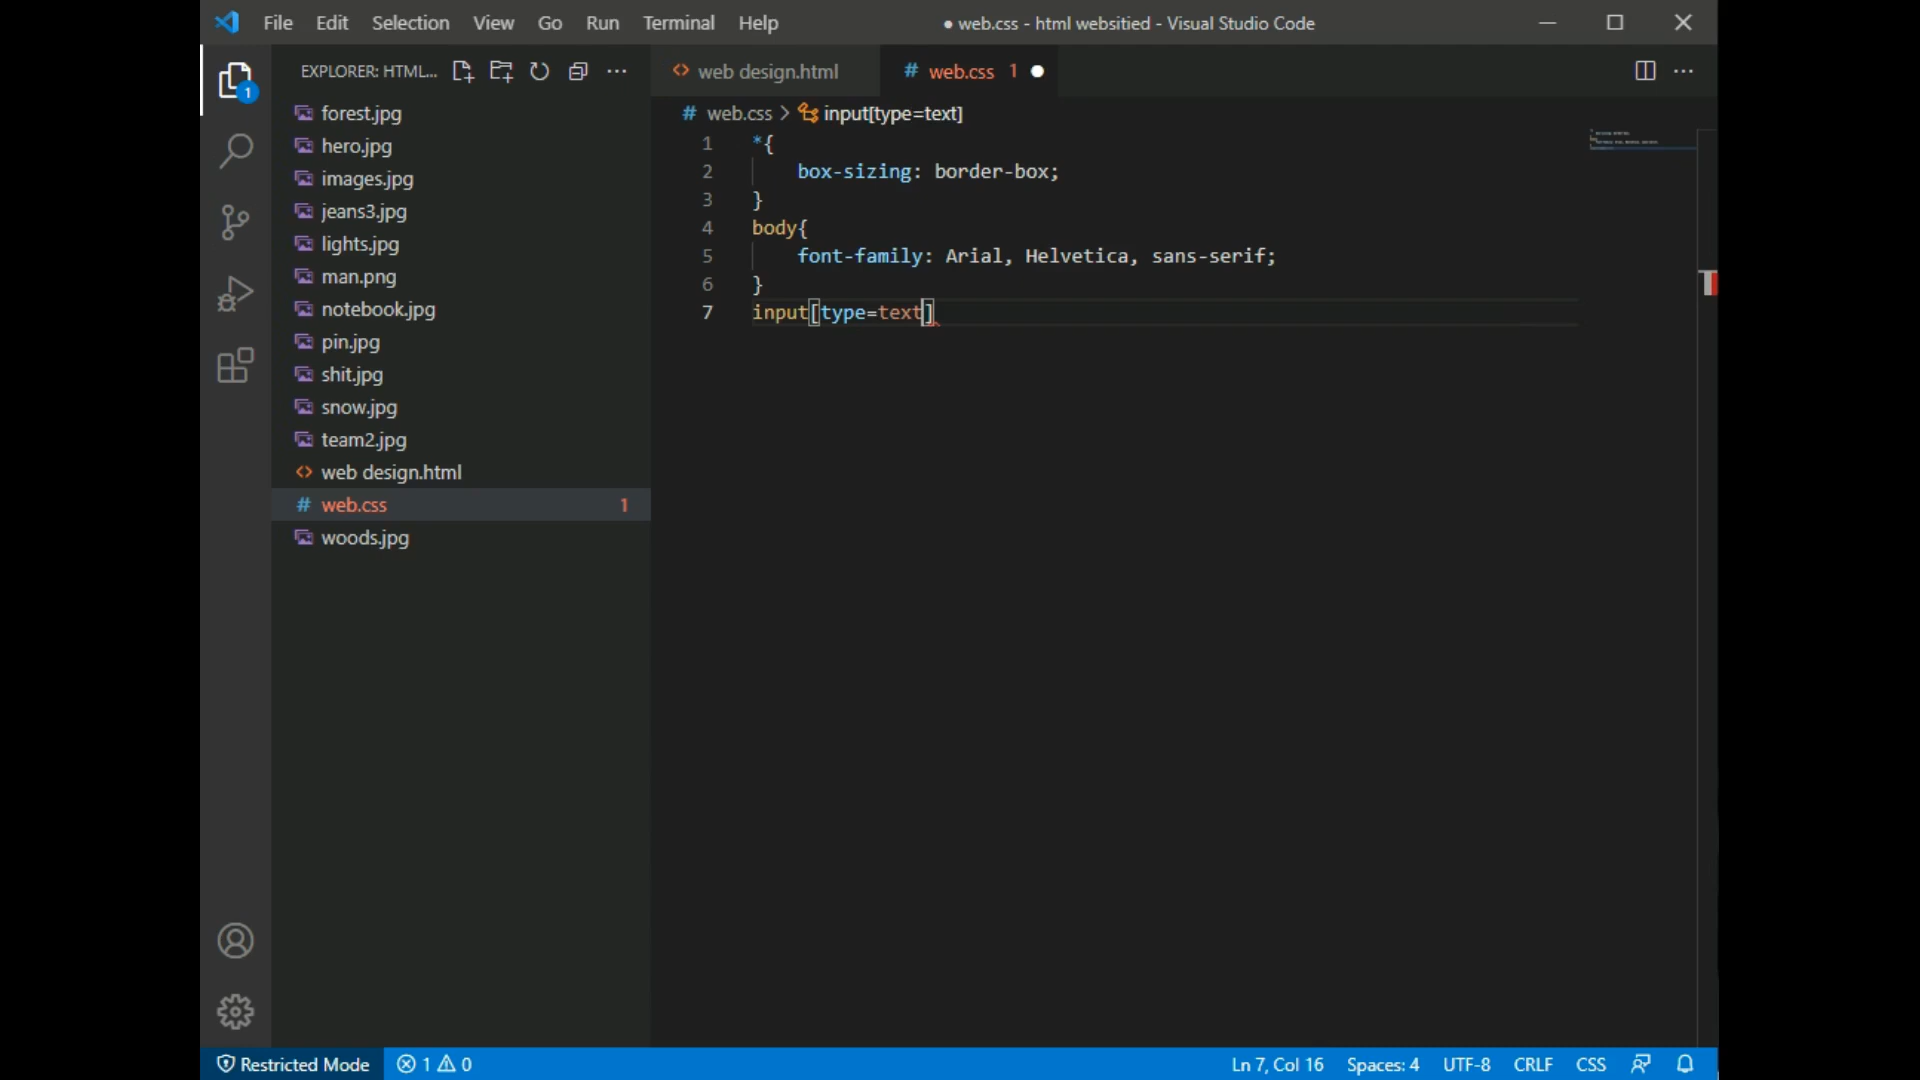 File Edit Selection View Go Run Terminal Help
● web.css - html websitied - Visual Studio Code
EXPLORER: HTML...
web design.html
# web.css 1
1
# web.css > input[type=text]
forest.jpg
hero.jpg
images.jpg
jeans3.jpg
lights.jpg
man.png
notebook.jpg
pin.jpg
shit.jpg
snow.jpg
team2.jpg
<> web design.html
# web.css 1
woods.jpg
1 *{
2 box-sizing: border-box;
3 }
4 body{
5 font-family: Arial, Helvetica, sans-serif;
6 }
7 input[type=text]
Restricted Mode 1 0
Ln 7, Col 16 Spaces: 4 UTF-8 CRLF CSS